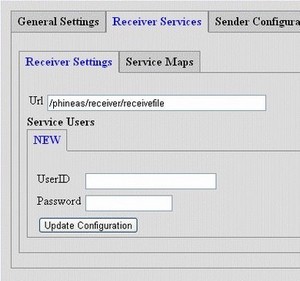 General Settings Receiver Services Sender Configura
Receiver Settings Service Maps
Url /phineas/receiver/receivefile
Service Users
NEW
UserID
Password
Update Configuration